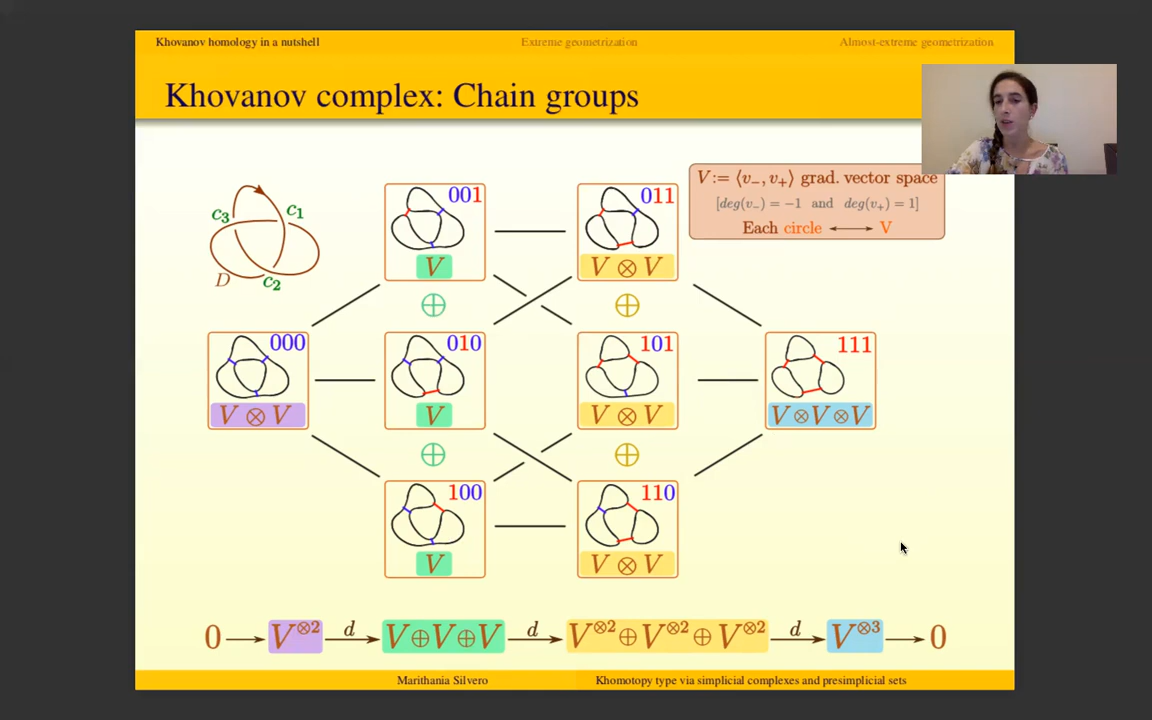 Khovanov homology in a nutshell
Extreme geometrization
Almost-extreme geometrization
Khovanov complex: Chain groups
V := ⟨v₋, v₊⟩ grad. vector space
[deg(v₋) = −1 and deg(v₊) = 1]
Each circle ⟷ V
c₃ c₁
D c₂
001
V
011
V ⊗ V
⊕ ⊕
000
V ⊗ V
010
V
101
V ⊗ V
111
V⊗V⊗V
⊕ ⊕
100
V
110
V ⊗ V
0 → V^⊗2 —d→ V⊕V⊕V —d→ V^⊗2 ⊕ V^⊗2 ⊕ V^⊗2 —d→ V^⊗3 → 0
Marithania Silvero
Khomotopy type via simplicial complexes and presimplicial sets